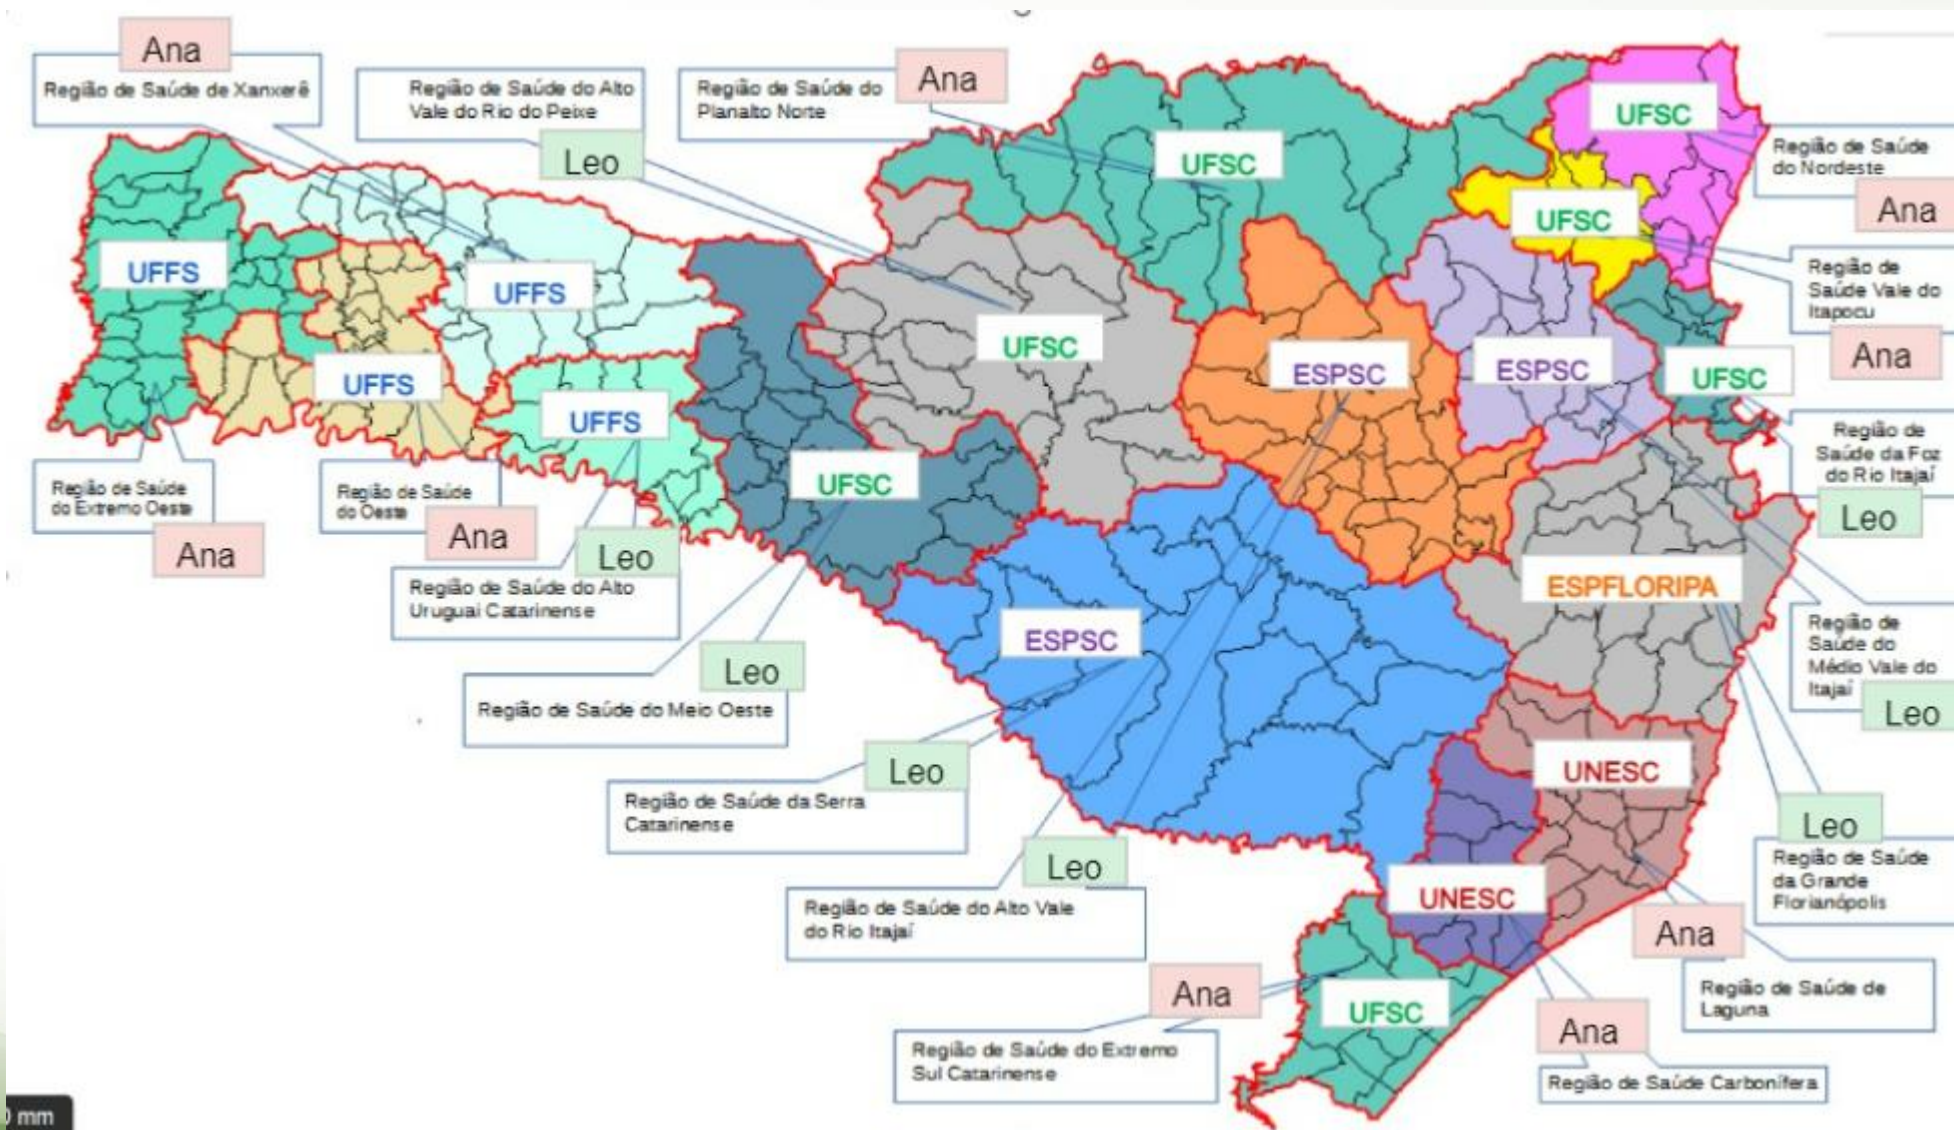 Ana
Região de Saúde de Xanxerê
Região de Saúde do Alto
Vale do Rio do Peixe
Leo
Região de Saúde do
Planalto Norte
Ana
UFSC
UFSC
Região de Saúde
do Nordeste
Ana
UFSC
Região de
Saúde Vale do
Itapocu
Ana
UFFS
UFFS
UFSC
ESPSC
ESPSC
UFSC
UFFS
UFFS
Região de
Saúde da Foz
do Rio Itajaí
Leo
Região de Saúde
do Extremo Oeste
Ana
Região de Saúde
do Oeste
Ana
UFSC
Leo
Região de Saúde do Alto
Uruguai Catarinense
ESPFLORIPA
ESPSC
Região de
Saúde do
Médio Vale do
Itajaí
Leo
Leo
Região de Saúde do Meio Oeste
UNESC
Leo
Região de Saúde da Serra
Catarinense
Leo
Região de Saúde
da Grande
Florianópolis
Leo
Região de Saúde do Alto Vale
do Rio Itajaí
UNESC
Ana
Região de Saúde de
Laguna
Ana
UFSC
Região de Saúde do Extremo
Sul Catarinense
Ana
Região de Saúde Carbonífera
mm